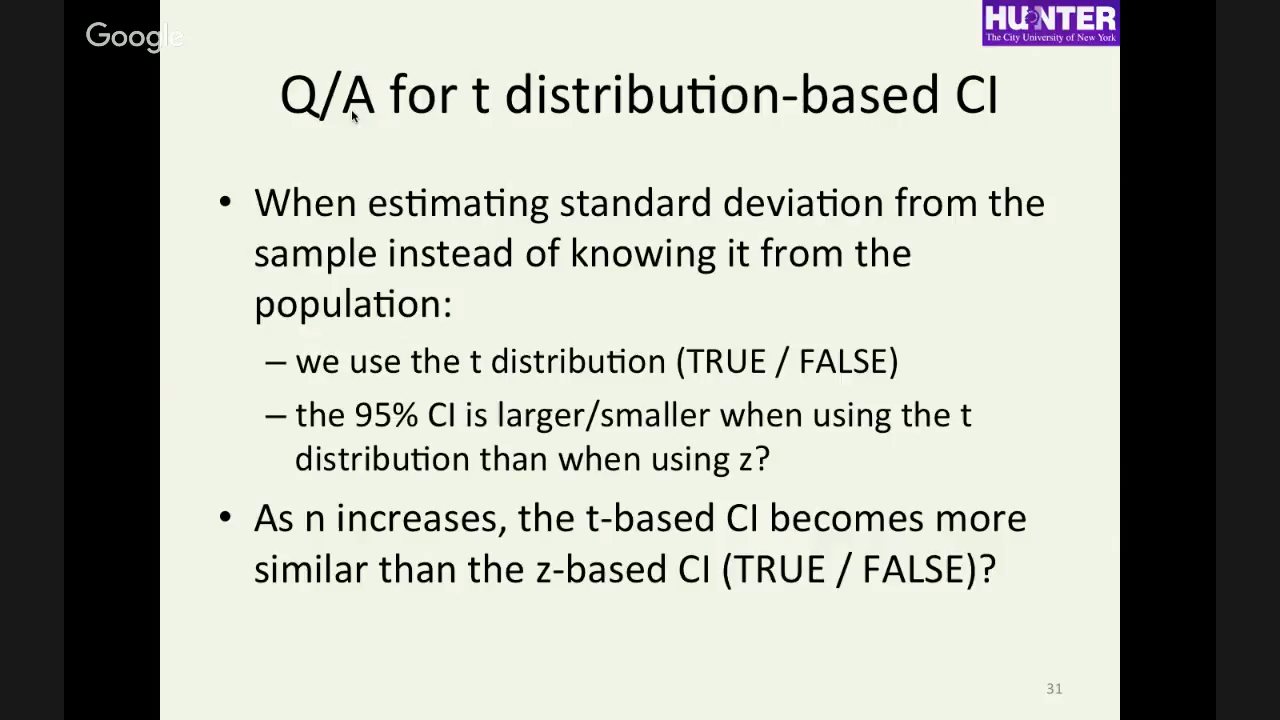 Google
HUNTER
The City University of New York
Q/A for t distribution-based CI
• When estimating standard deviation from the
sample instead of knowing it from the
population:
– we use the t distribution (TRUE / FALSE)
– the 95% CI is larger/smaller when using the t
distribution than when using z?
• As n increases, the t-based CI becomes more
similar than the z-based CI (TRUE / FALSE)?
31